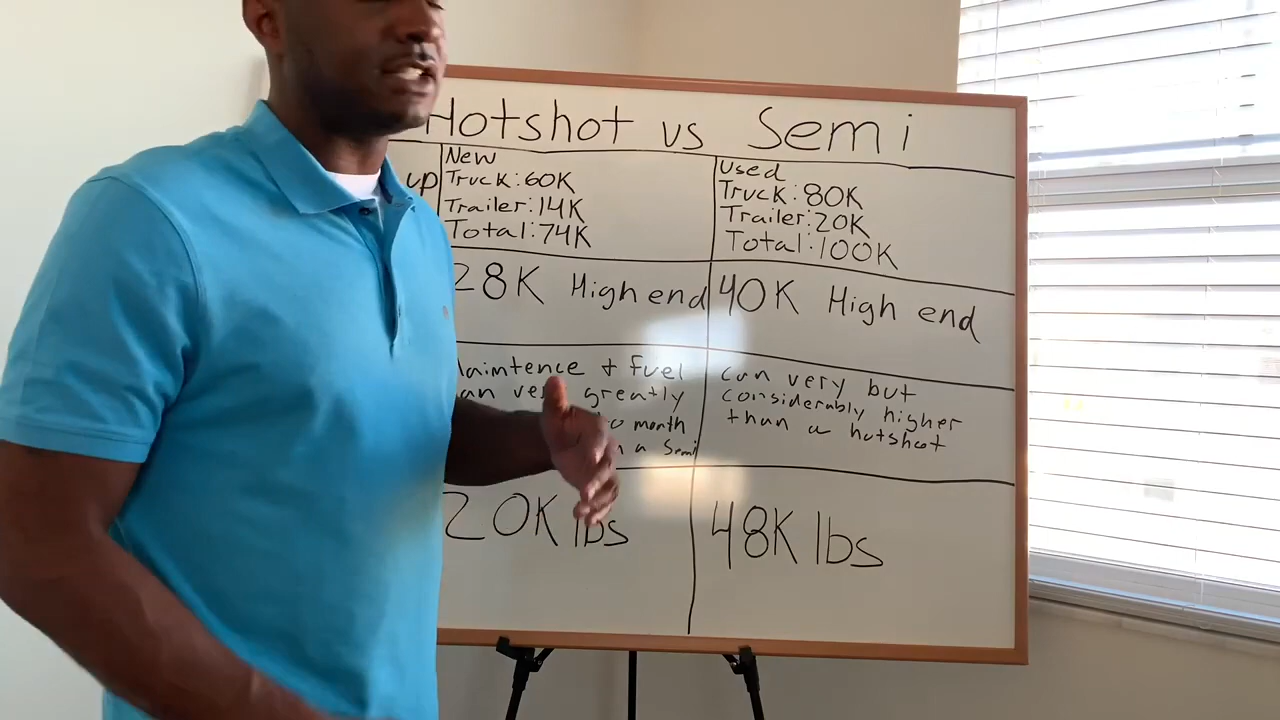 Hotshot vs Semi
up
New
Truck: 60K
Trailer: 14K
Total: 74K
Used
Truck: 80K
Trailer: 20K
Total: 100K
28K High end
40K High end
aintence + fuel
greatly
month
a Semi
can very but
considerably higher
than a hotshot
20K lbs
48K lbs